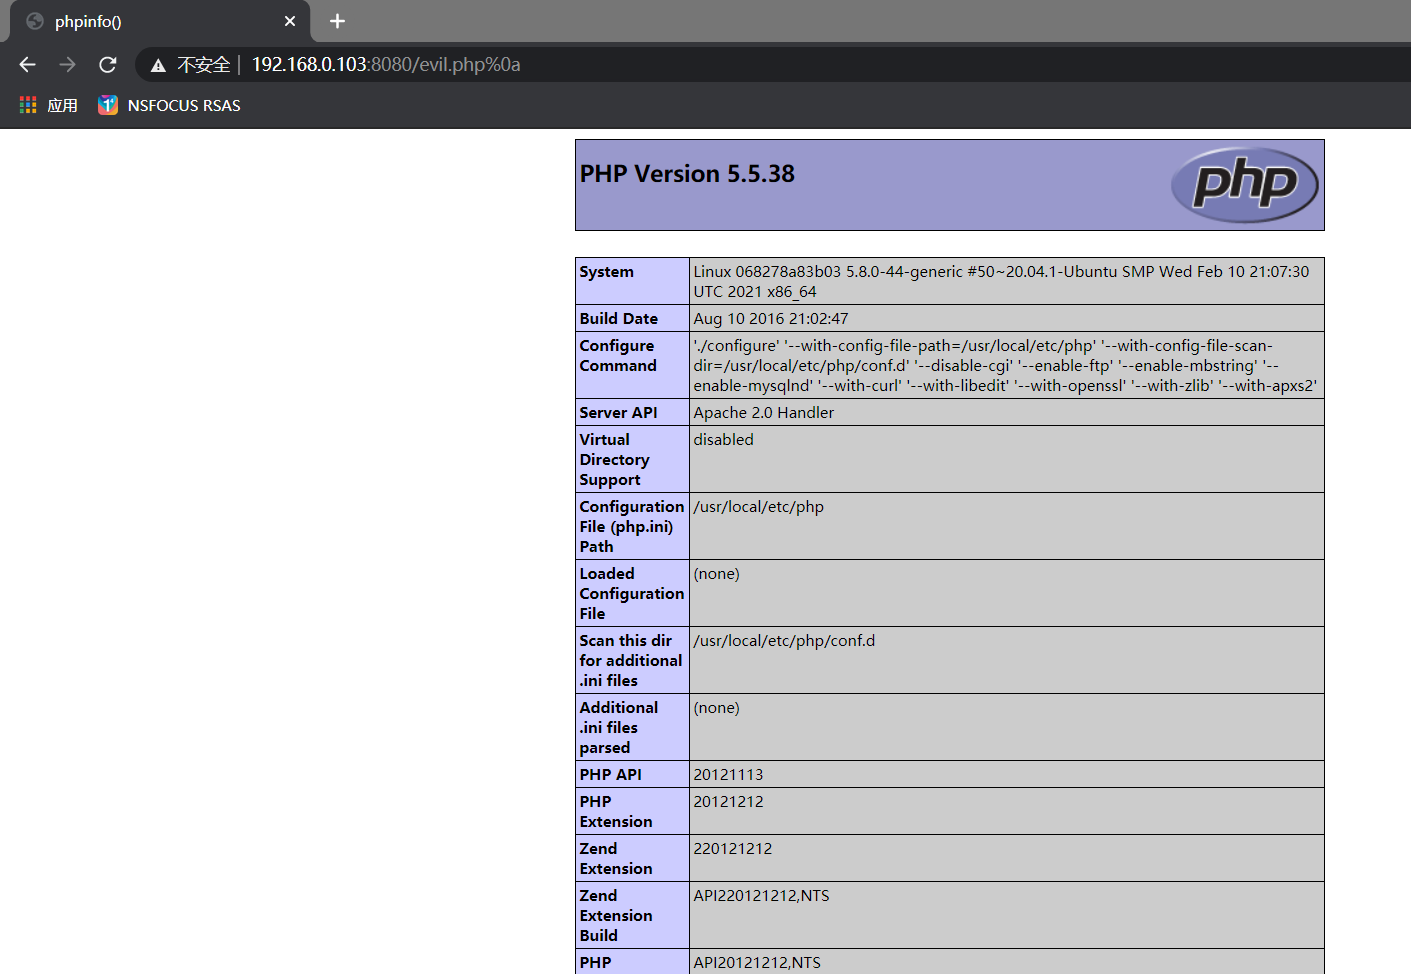 phpinfo()
不安全 | 192.168.0.103:8080/evil.php%0a
应用 NSFOCUS RSAS
PHP Version 5.5.38
php
System
Linux 068278a83b03 5.8.0-44-generic #50~20.04.1-Ubuntu SMP Wed Feb 10 21:07:30
UTC 2021 x86_64
Build Date
Aug 10 2016 21:02:47
Configure
Command
'./configure' '--with-config-file-path=/usr/local/etc/php' '--with-config-file-scan-
dir=/usr/local/etc/php/conf.d' '--disable-cgi' '--enable-ftp' '--enable-mbstring' '--
enable-mysqlnd' '--with-curl' '--with-libedit' '--with-openssl' '--with-zlib' '--with-apxs2'
Server API
Apache 2.0 Handler
Virtual
Directory
Support
disabled
Configuration
File (php.ini)
Path
/usr/local/etc/php
Loaded
Configuration
File
(none)
Scan this dir
for additional
.ini files
/usr/local/etc/php/conf.d
Additional
.ini files
parsed
(none)
PHP API
20121113
PHP
Extension
20121212
Zend
Extension
220121212
Zend
Extension
Build
API220121212,NTS
PHP
API20121212,NTS